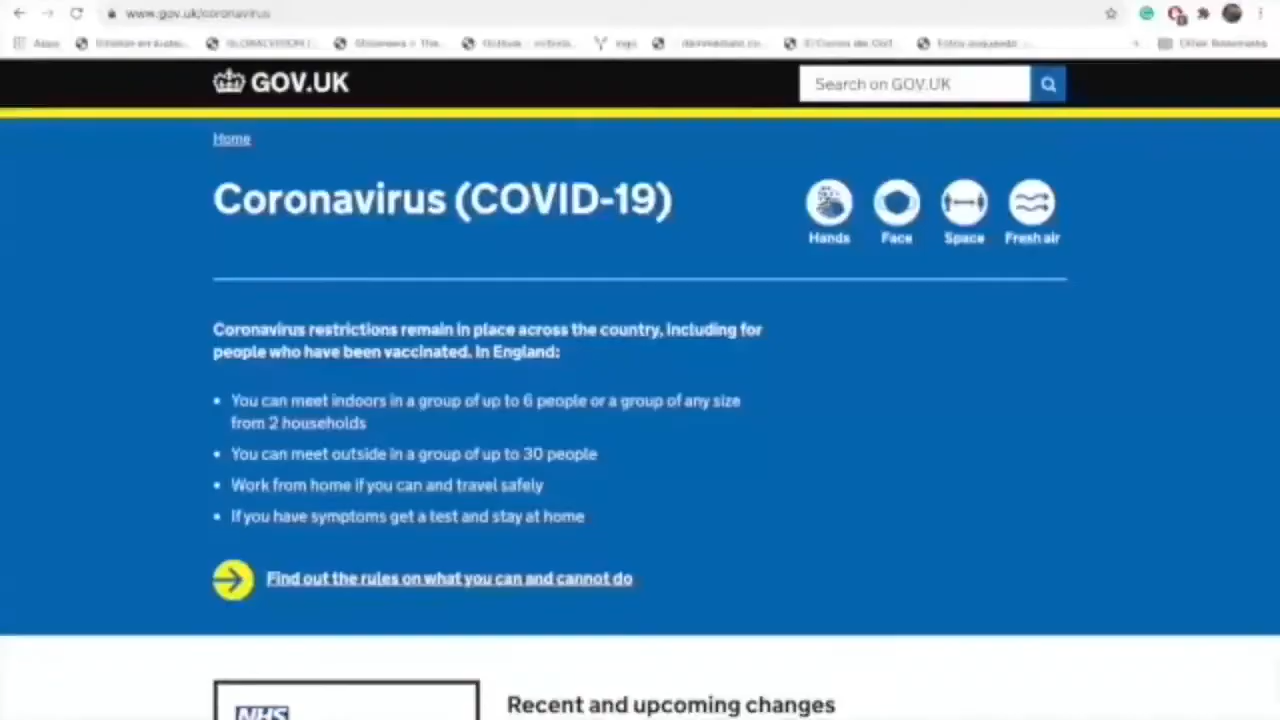 www.gov.uk/coronavirus
Apps
Other Bookmarks
GOV.UK
Search on GOV.UK
Home
Coronavirus (COVID-19)
Hands
Face
Space
Fresh air
Coronavirus restrictions remain in place across the country, including for
people who have been vaccinated. In England:
• You can meet indoors in a group of up to 6 people or a group of any size
from 2 households
• You can meet outside in a group of up to 30 people
• Work from home if you can and travel safely
• If you have symptoms get a test and stay at home
Find out the rules on what you can and cannot do
NHS
Recent and upcoming changes